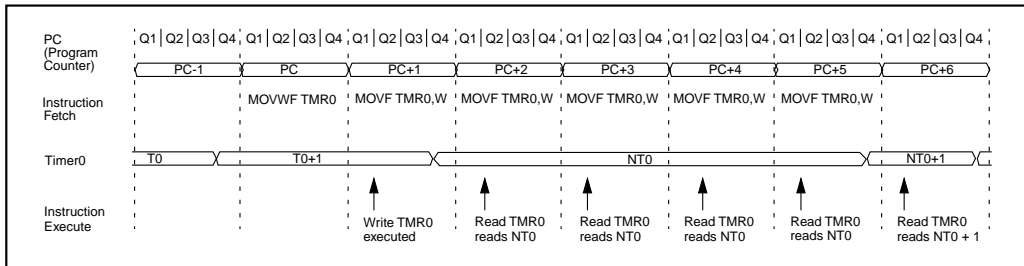 PC
(Program
Counter)
Q1 Q2 Q3 Q4 Q1 Q2 Q3 Q4 Q1 Q2 Q3 Q4 Q1 Q2 Q3 Q4 Q1 Q2 Q3 Q4 Q1 Q2 Q3 Q4 Q1 Q2 Q3 Q4 Q1 Q2 Q3 Q4
PC-1 PC PC+1 PC+2 PC+3 PC+4 PC+5 PC+6
Instruction
Fetch
MOVWF TMR0 MOVF TMR0,W MOVF TMR0,W MOVF TMR0,W MOVF TMR0,W MOVF TMR0,W
Timer0
T0 T0+1 NT0 NT0+1
Instruction
Execute
Write TMR0
executed
Read TMR0
reads NT0
Read TMR0
reads NT0
Read TMR0
reads NT0
Read TMR0
reads NT0
Read TMR0
reads NT0 + 1